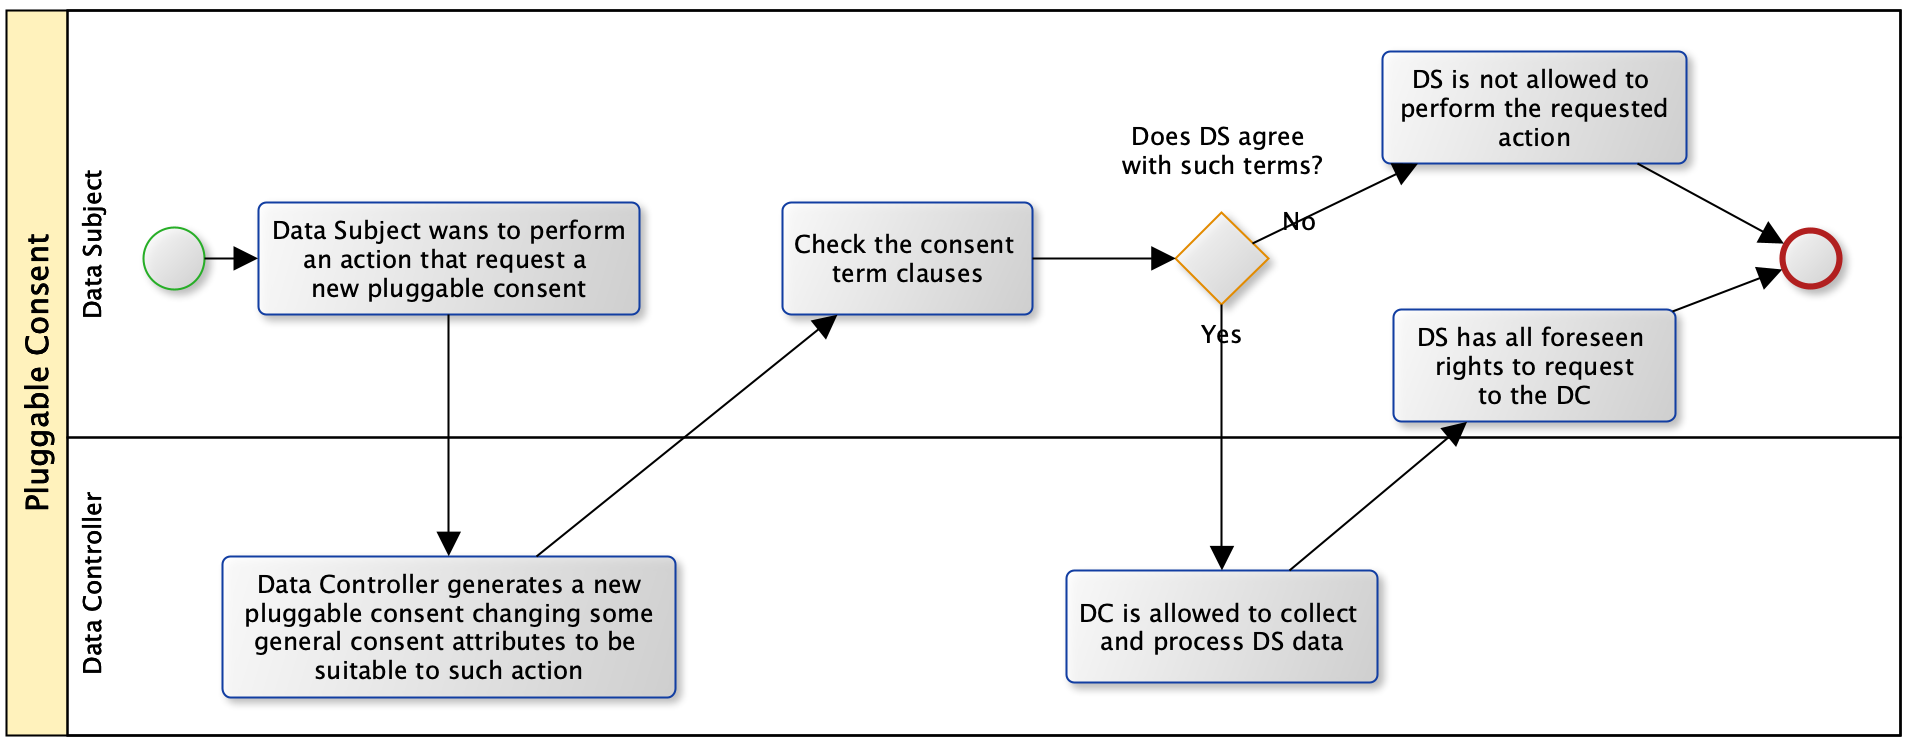 Pluggable Consent
Data Subject
Data Subject wans to perform
an action that request a
new pluggable consent
Check the consent
term clauses
Does DS agree
with such terms?
No
Yes
DS is not allowed to
perform the requested
action
DS has all foreseen
rights to request
to the DC
Data Controller
Data Controller generates a new
pluggable consent changing some
general consent attributes to be
suitable to such action
DC is allowed to collect
and process DS data